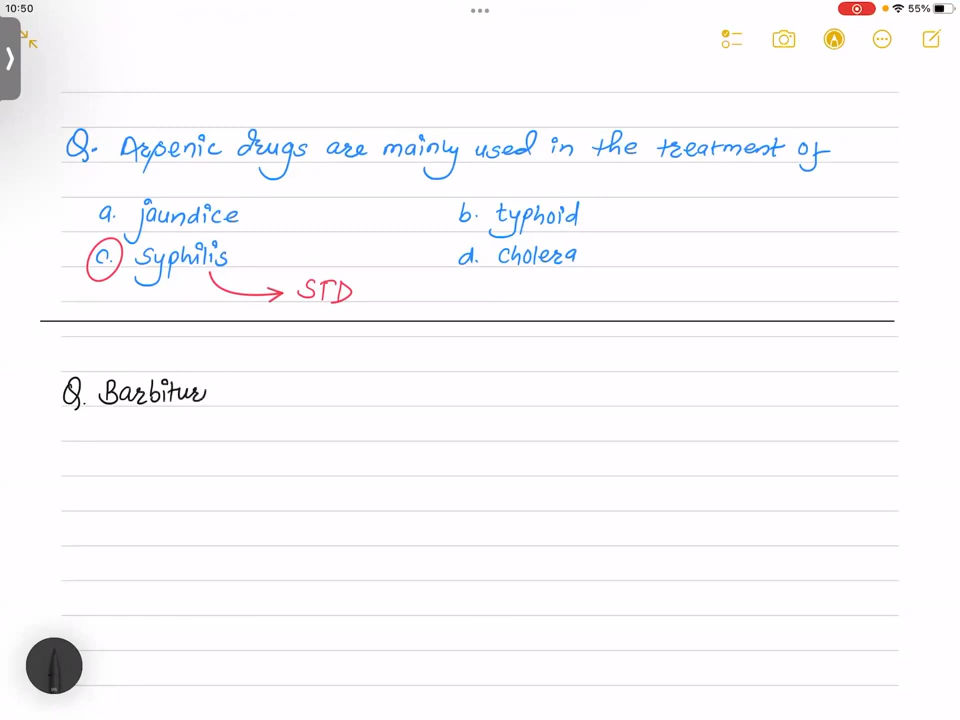 10:50
55%
Q. Arsenic drugs are mainly used in the treatment of
a. jaundice b. typhoid
c. syphilis d. cholera
STD
Q. Barbitur